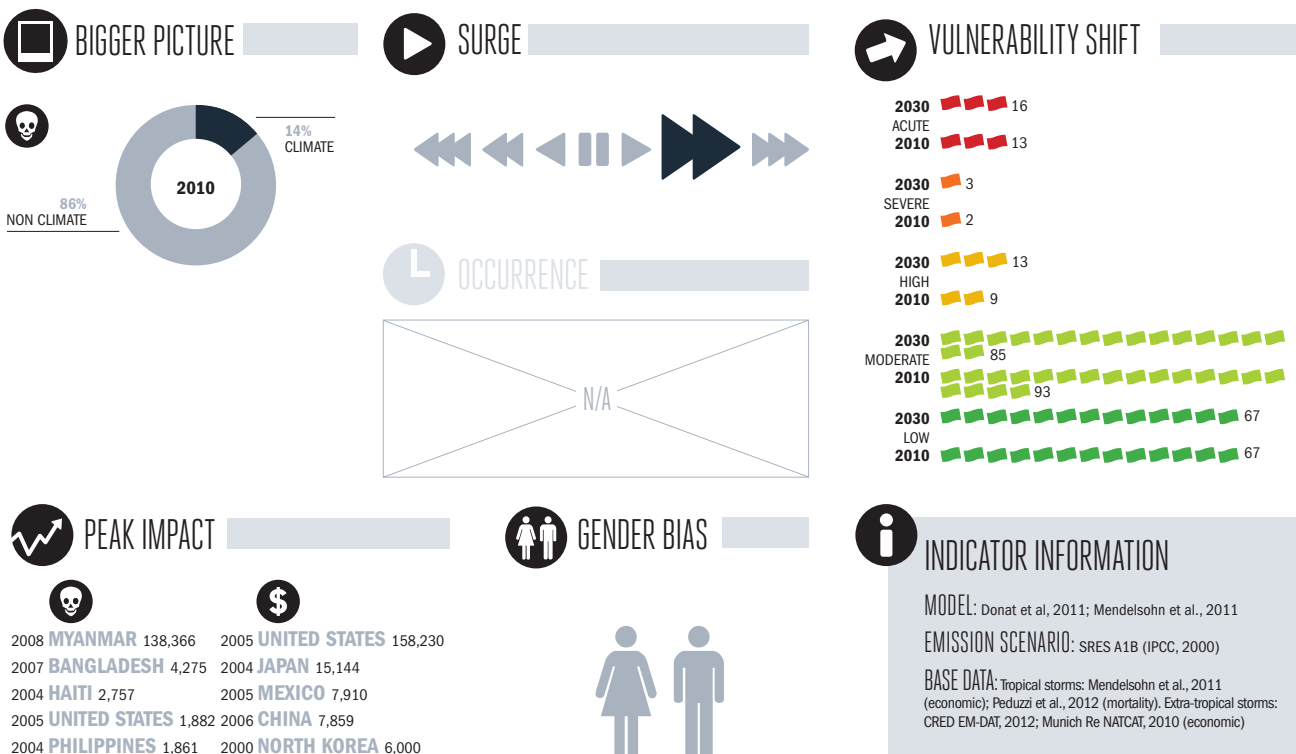 BIGGER PICTURE
14%
CLIMATE
2010
86%
NON CLIMATE
SURGE
OCCURRENCE
N/A
VULNERABILITY SHIFT
2030 16
ACUTE
2010 13
2030 3
SEVERE
2010 2
2030 13
HIGH
2010 9
2030
MODERATE 85
2010
93
2030 67
LOW
2010 67
PEAK IMPACT
$
2008 MYANMAR 138,366
2007 BANGLADESH 4,275
2004 HAITI 2,757
2005 UNITED STATES 1,882
2004 PHILIPPINES 1,861
2005 UNITED STATES 158,230
2004 JAPAN 15,144
2005 MEXICO 7,910
2006 CHINA 7,859
2000 NORTH KOREA 6,000
GENDER BIAS
i
INDICATOR INFORMATION
MODEL: Donat et al, 2011; Mendelsohn et al., 2011
EMISSION SCENARIO: SRES A1B (IPCC, 2000)
BASE DATA: Tropical storms: Mendelsohn et al., 2011
(economic); Peduzzi et al., 2012 (mortality). Extra-tropical storms:
CRED EM-DAT, 2012; Munich Re NATCAT, 2010 (economic)